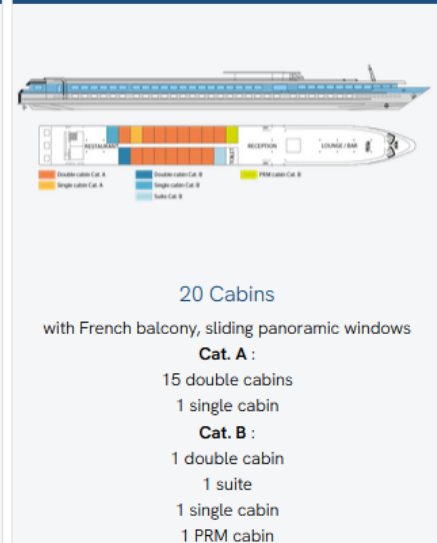 RESTAURANT
TOILET
RECEPTION
LOUNGE / BAR
Double cabin Cat. A
Double cabin Cat. B
PRM cabin Cat. B
Single cabin Cat. A
Single cabin Cat. B
Suite Cat. B
20 Cabins
with French balcony, sliding panoramic windows
Cat. A :
15 double cabins
1 single cabin
Cat. B :
1 double cabin
1 suite
1 single cabin
1 PRM cabin